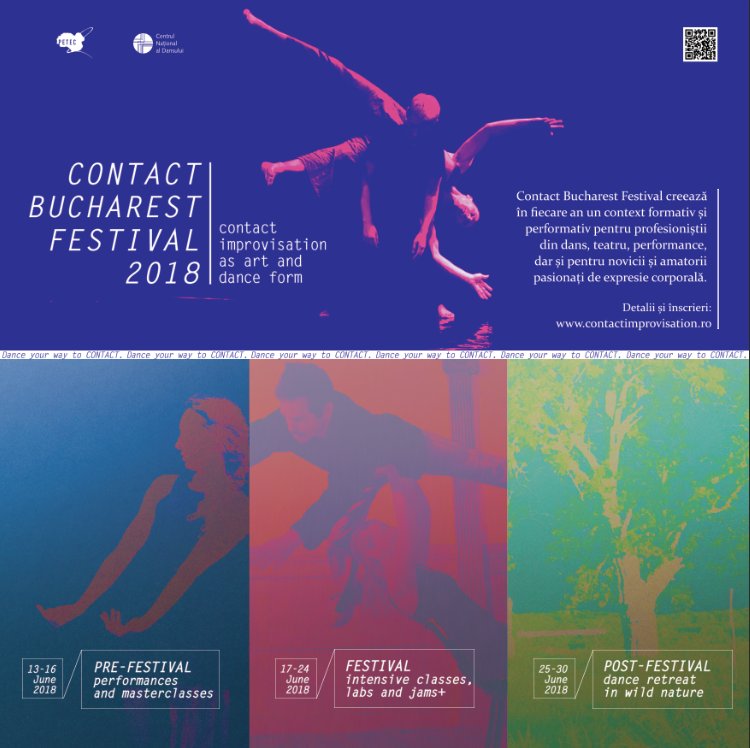 PETEC
Centrul
Național
al Dansului
CONTACT
BUCHAREST
FESTIVAL
2018
contact
improvisation
as art and
dance form
Contact Bucharest Festival creează
în fiecare an un context formativ și
performativ pentru profesioniștii
din dans, teatru, performance,
dar și pentru novicii și amatorii
pasionați de expresie corporală.
Detalii și înscrieri:
www.contactimprovisation.ro
Dance your way to CONTACT. Dance your way to CONTACT. Dance your way to CONTACT. Dance your way to CONTACT. Dance your way to CONTACT. Dance your way to CONTACT.
13-16
June
2018
PRE-FESTIVAL
performances
and masterclasses
17-24
June
2018
FESTIVAL
intensive classes,
labs and jams+
25-30
June
2018
POST-FESTIVAL
dance retreat
in wild nature